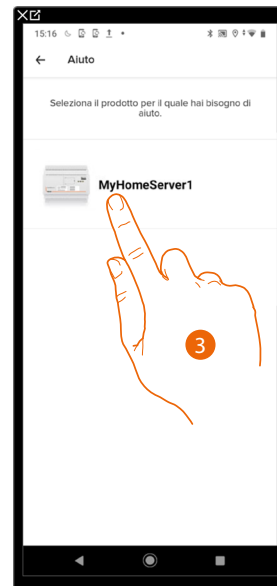 15:16
Aiuto
Seleziona il prodotto per il quale hai bisogno di
aiuto.
MyHomeServer1
3